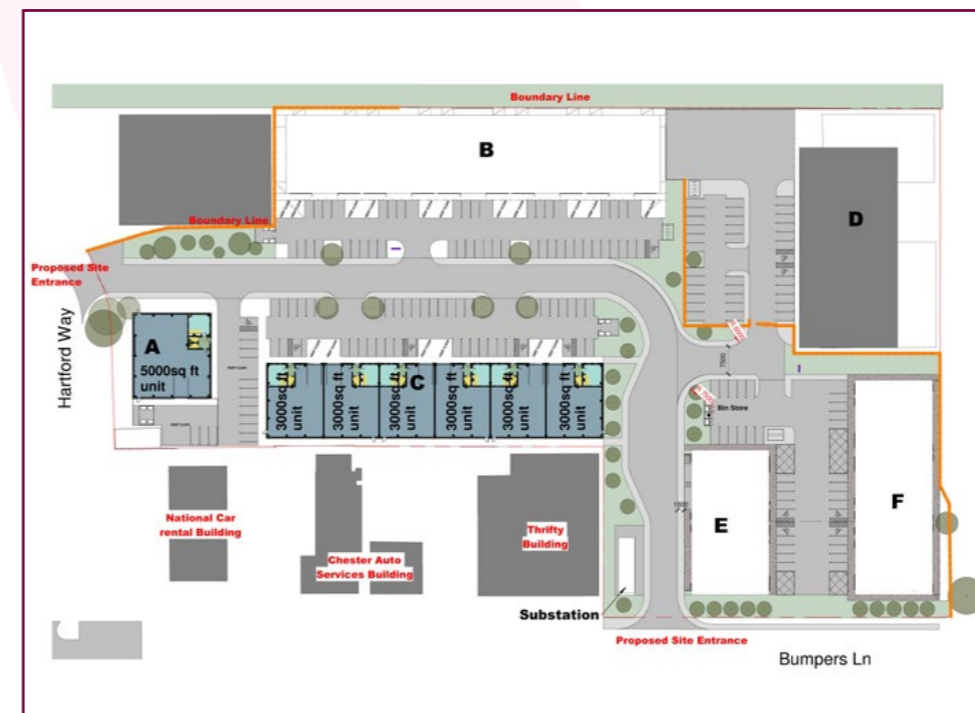 Boundary Line
B
Boundary Line
D
Proposed Site
Entrance
Hartford Way
A
5000sq ft
unit
C
3000sq ft
unit
3000sq ft
unit
3000sq ft
unit
3000sq ft
unit
3000sq ft
unit
3000sq ft
unit
7500
Bin Store
E
F
1800
National Car
rental Building
Chester Auto
Services Building
Thrifty
Building
Substation
Proposed Site Entrance
Bumpers Ln